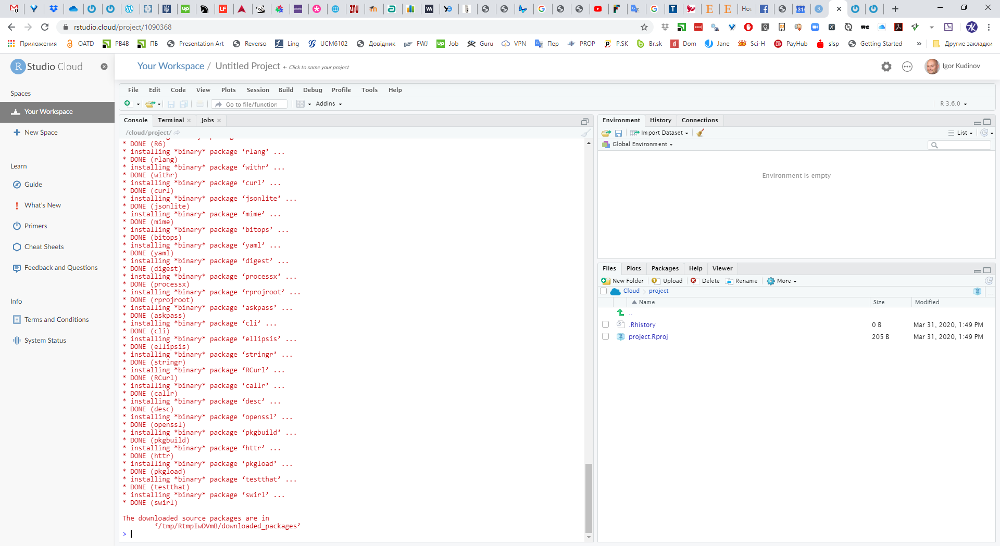 rstudio.cloud/project/1090368
Приложения
OATD
PB4B
ПБ
Presentation Art
Reverso
Ling
UCM6102
Довідник
FWJ
Job
Guru
VPN
Пер
PROP
P.SK
Br.sk
Dom
Jane
Sci-H
PayHub
slsp
Getting Started
»
Другие закладки
R Studio Cloud
Your Workspace / Untitled Project ← Click to name your project
Igor Kudinov
Spaces
Your Workspace
New Space
Learn
Guide
What's New
Primers
Cheat Sheets
Feedback and Questions
Info
Terms and Conditions
System Status
File Edit Code View Plots Session Build Debug Profile Tools Help
Go to file/function
Addins
R 3.6.0
Console Terminal Jobs
/cloud/project/
* DONE (R6)
* installing *binary* package ‘rlang’ ...
* DONE (rlang)
* installing *binary* package ‘withr’ ...
* DONE (withr)
* installing *binary* package ‘curl’ ...
* DONE (curl)
* installing *binary* package ‘jsonlite’ ...
* DONE (jsonlite)
* installing *binary* package ‘mime’ ...
* DONE (mime)
* installing *binary* package ‘bitops’ ...
* DONE (bitops)
* installing *binary* package ‘yaml’ ...
* DONE (yaml)
* installing *binary* package ‘digest’ ...
* DONE (digest)
* installing *binary* package ‘processx’ ...
* DONE (processx)
* installing *binary* package ‘rprojroot’ ...
* DONE (rprojroot)
* installing *binary* package ‘askpass’ ...
* DONE (askpass)
* installing *binary* package ‘cli’ ...
* DONE (cli)
* installing *binary* package ‘ellipsis’ ...
* DONE (ellipsis)
* installing *binary* package ‘stringr’ ...
* DONE (stringr)
* installing *binary* package ‘RCurl’ ...
* DONE (RCurl)
* installing *binary* package ‘callr’ ...
* DONE (callr)
* installing *binary* package ‘desc’ ...
* DONE (desc)
* installing *binary* package ‘openssl’ ...
* DONE (openssl)
* installing *binary* package ‘pkgbuild’ ...
* DONE (pkgbuild)
* installing *binary* package ‘httr’ ...
* DONE (httr)
* installing *binary* package ‘pkgload’ ...
* DONE (pkgload)
* installing *binary* package ‘testthat’ ...
* DONE (testthat)
* installing *binary* package ‘swirl’ ...
* DONE (swirl)
The downloaded source packages are in
‘/tmp/RtmpIwDVmB/downloaded_packages’
>
Environment History Connections
Import Dataset
List
Global Environment
Environment is empty
Files Plots Packages Help Viewer
New Folder Upload Delete Rename More
Cloud project
...
Name Size Modified
..
.Rhistory 0 B Mar 31, 2020, 1:49 PM
project.Rproj 205 B Mar 31, 2020, 1:49 PM